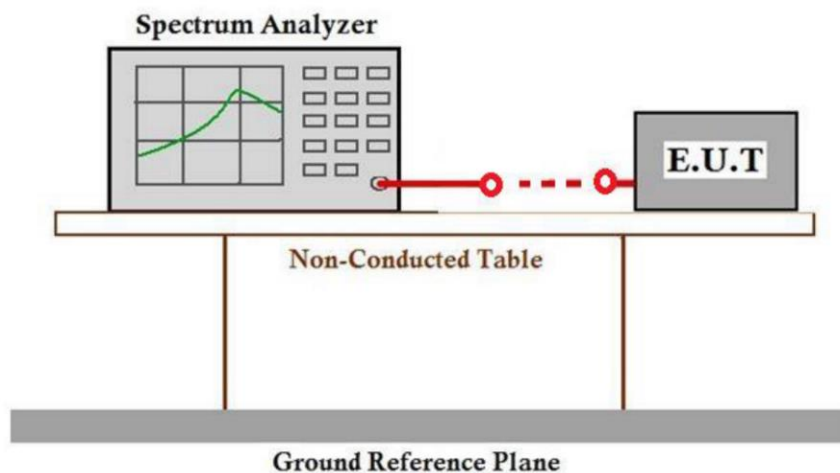 Spectrum Analyzer
E.U.T
Non-Conducted Table
Ground Reference Plane